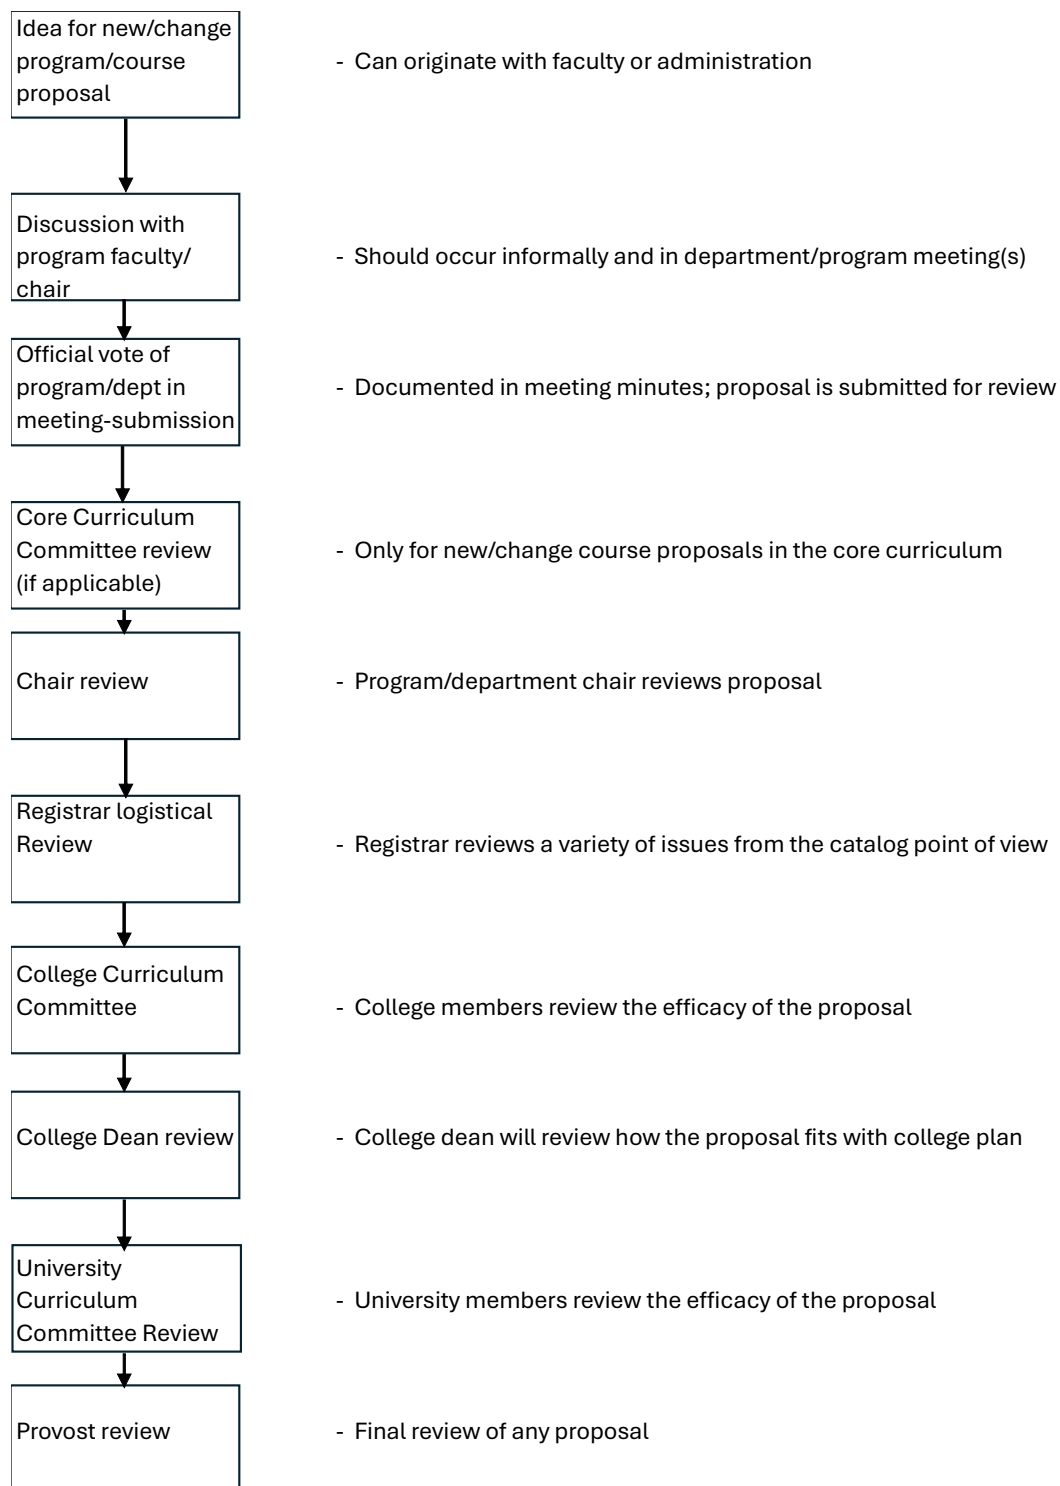 Idea for new/change
program/course
proposal
- Can originate with faculty or administration
Discussion with
program faculty/
chair
- Should occur informally and in department/program meeting(s)
Official vote of
program/dept in
meeting-submission
- Documented in meeting minutes; proposal is submitted for review
Core Curriculum
Committee review
(if applicable)
- Only for new/change course proposals in the core curriculum
Chair review
- Program/department chair reviews proposal
Registrar logistical
Review
- Registrar reviews a variety of issues from the catalog point of view
College Curriculum
Committee
- College members review the efficacy of the proposal
College Dean review
- College dean will review how the proposal fits with college plan
University
Curriculum
Committee Review
- University members review the efficacy of the proposal
Provost review
- Final review of any proposal